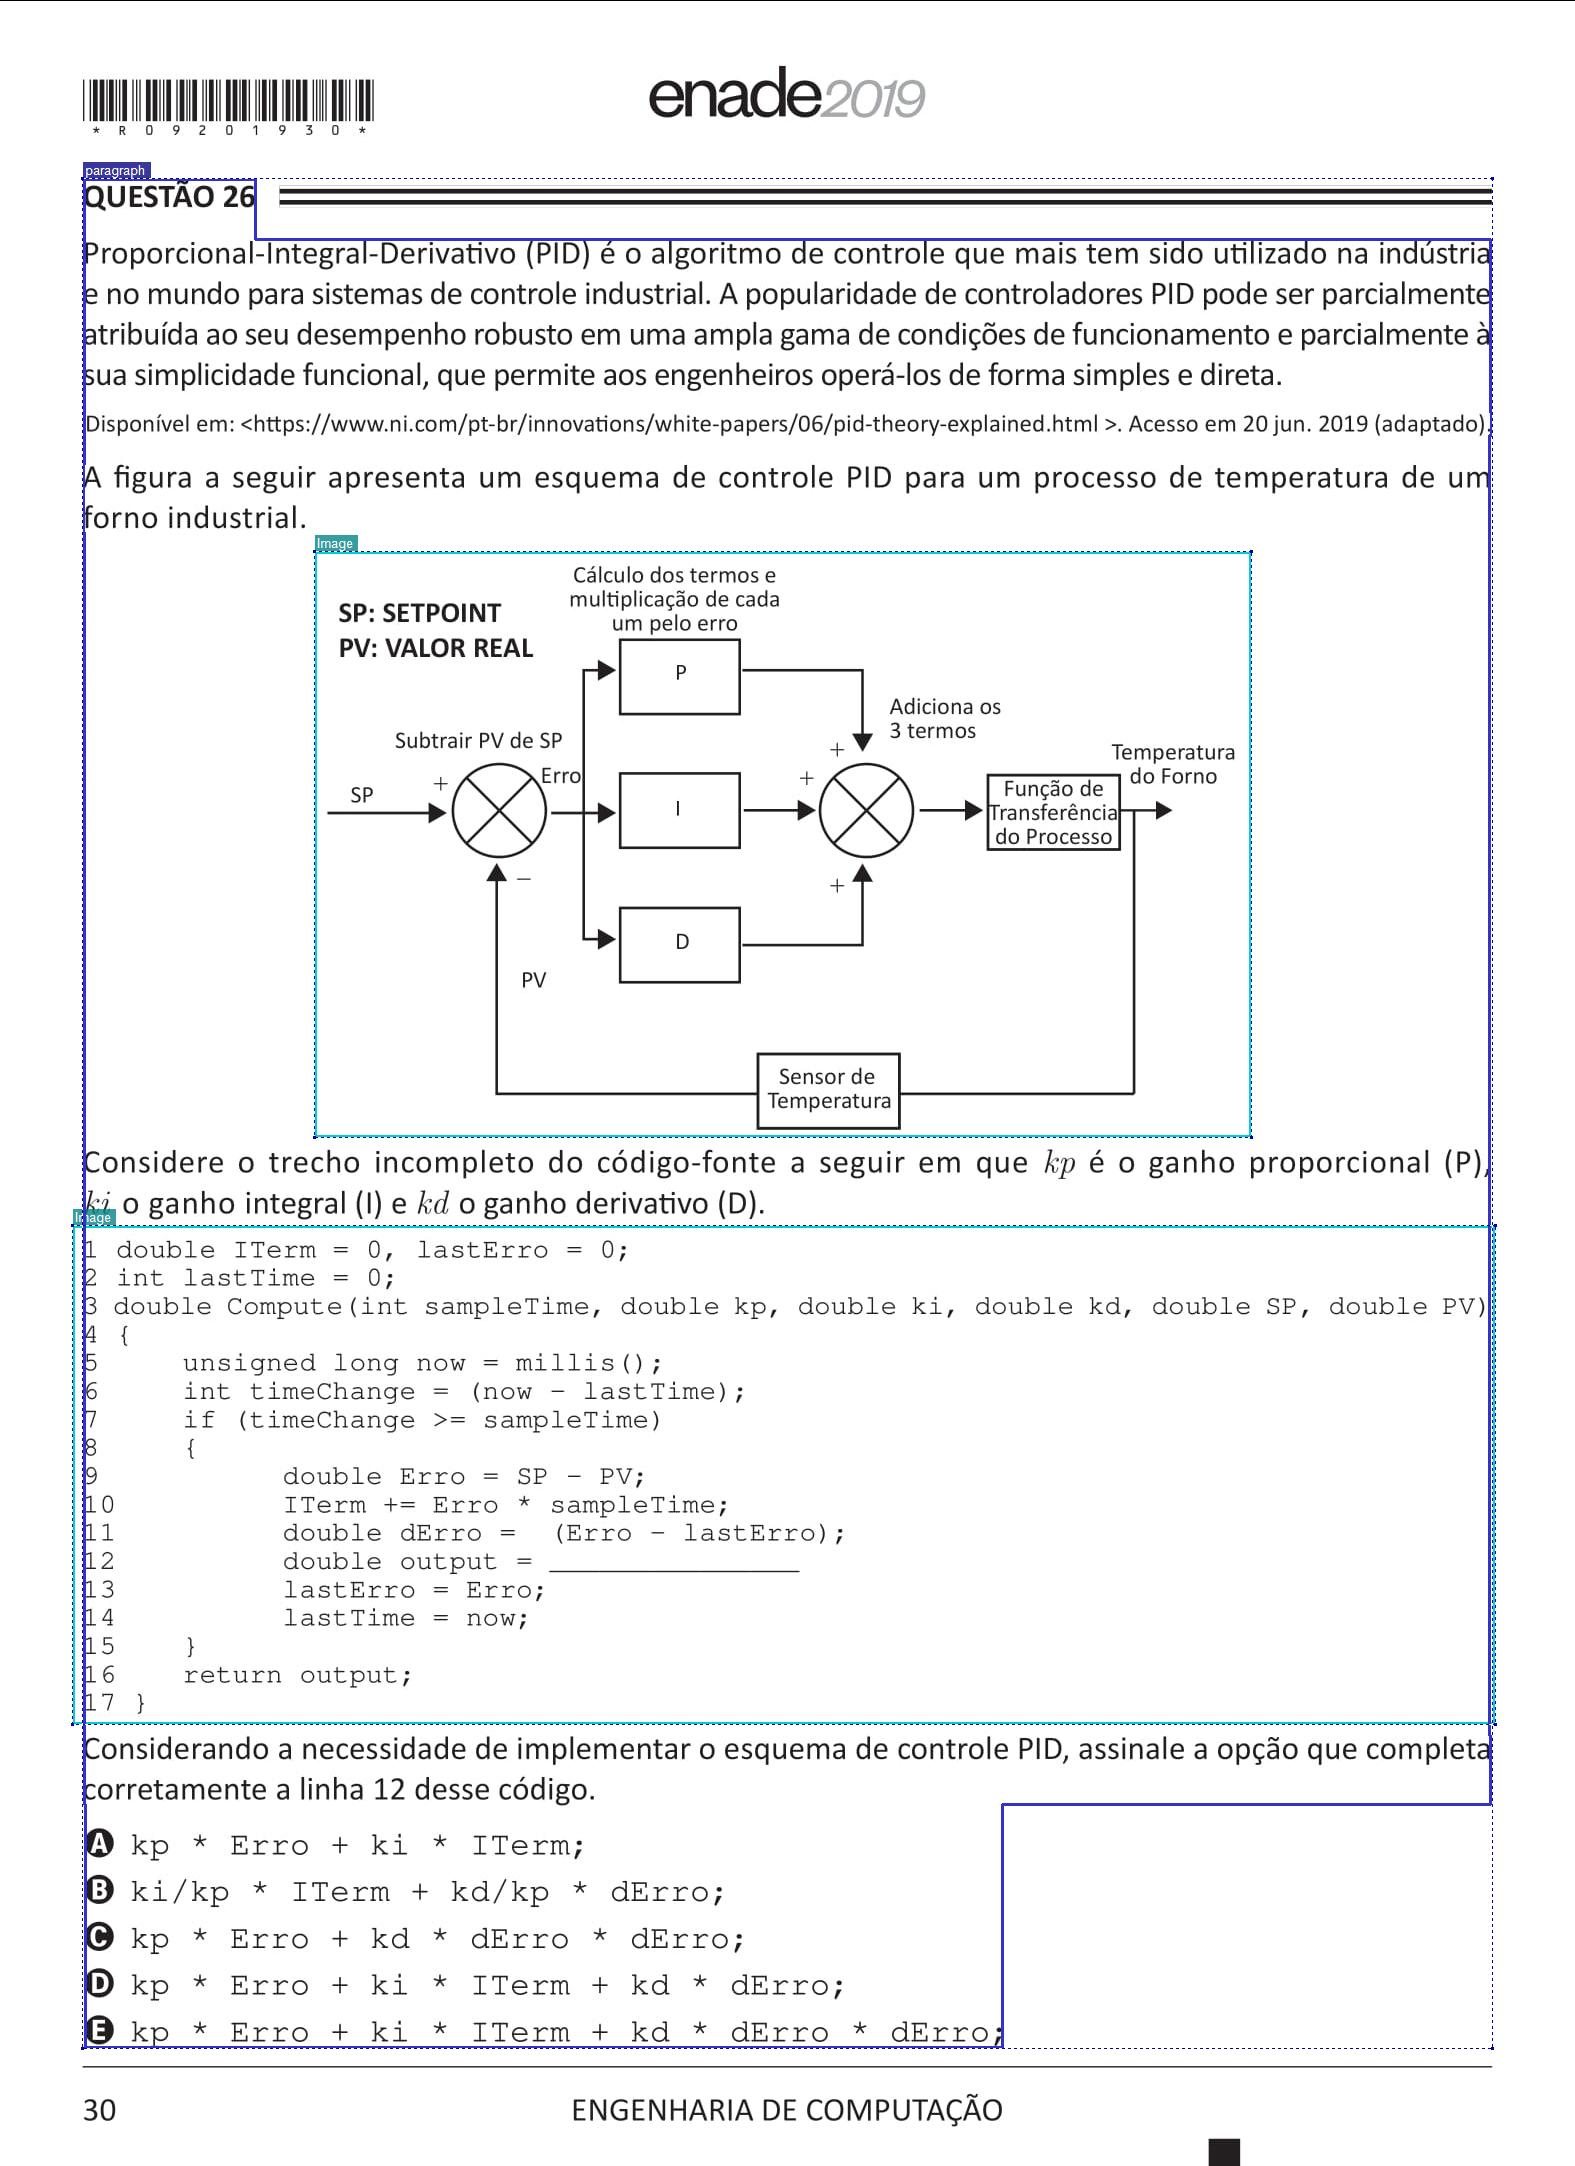 *R09201930*
enade2019
paragraph
QUESTÃO 26
Proporcional-Integral-Derivativo (PID) é o algoritmo de controle que mais tem sido utilizado na indústria
e no mundo para sistemas de controle industrial. A popularidade de controladores PID pode ser parcialmente
atribuída ao seu desempenho robusto em uma ampla gama de condições de funcionamento e parcialmente à
sua simplicidade funcional, que permite aos engenheiros operá-los de forma simples e direta.
Disponível em: <https://www.ni.com/pt-br/innovations/white-papers/06/pid-theory-explained.html >. Acesso em 20 jun. 2019 (adaptado).
A figura a seguir apresenta um esquema de controle PID para um processo de temperatura de um
forno industrial.
Image
Cálculo dos termos e
multiplicação de cada
um pelo erro
SP: SETPOINT
PV: VALOR REAL
P
Adiciona os
3 termos
+
Subtrair PV de SP
Temperatura
do Forno
+
Erro
+
SP
I
Função de
Transferência
do Processo
−
+
D
PV
Sensor de
Temperatura
Considere o trecho incompleto do código-fonte a seguir em que kp é o ganho proporcional (P),
ki o ganho integral (I) e kd o ganho derivativo (D).
Image
1 double ITerm = 0, lastErro = 0;
2 int lastTime = 0;
3 double Compute(int sampleTime, double kp, double ki, double kd, double SP, double PV)
4 {
5 unsigned long now = millis();
6 int timeChange = (now - lastTime);
7 if (timeChange >= sampleTime)
8 {
9 double Erro = SP - PV;
10 ITerm += Erro * sampleTime;
11 double dErro = (Erro - lastErro);
12 double output = _______________
13 lastErro = Erro;
14 lastTime = now;
15 }
16 return output;
17 }
Considerando a necessidade de implementar o esquema de controle PID, assinale a opção que completa
corretamente a linha 12 desse código.
A kp * Erro + ki * ITerm;
B ki/kp * ITerm + kd/kp * dErro;
C kp * Erro + kd * dErro * dErro;
D kp * Erro + ki * ITerm + kd * dErro;
E kp * Erro + ki * ITerm + kd * dErro * dErro;
30
ENGENHARIA DE COMPUTAÇÃO